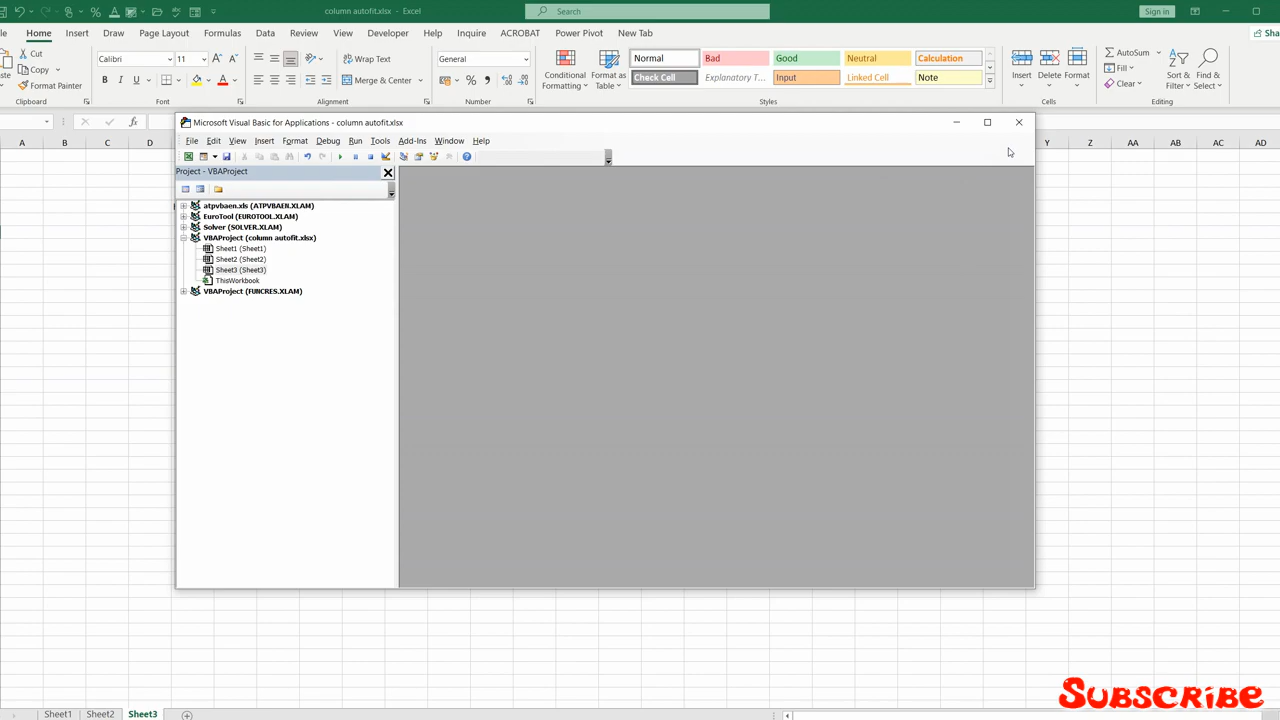 column autofit.xlsx - Excel
Search
Sign in
Home Insert Draw Page Layout Formulas Data Review View Developer Help Inquire ACROBAT Power Pivot New Tab
Cut
Copy
Format Painter
Clipboard
Calibri 11
B I U
Font
Wrap Text
Merge & Center
Alignment
General
Number
Conditional Formatting
Format as Table
Normal Bad Good Neutral Calculation
Check Cell Explanatory T... Input Linked Cell Note
Styles
Insert Delete Format
Cells
AutoSum
Fill
Clear
Sort & Filter
Find & Select
Editing
fx
A B C D Y Z AA AB AC AD
Microsoft Visual Basic for Applications - column autofit.xlsx
File Edit View Insert Format Debug Run Tools Add-Ins Window Help
Project - VBAProject
atpvbaen.xls (ATPVBAEN.XLAM)
EuroTool (EUROTOOL.XLAM)
Solver (SOLVER.XLAM)
VBAProject (column autofit.xlsx)
Sheet1 (Sheet1)
Sheet2 (Sheet2)
Sheet3 (Sheet3)
ThisWorkbook
VBAProject (FUNCRES.XLAM)
Subscribe
Sheet1 Sheet2 Sheet3